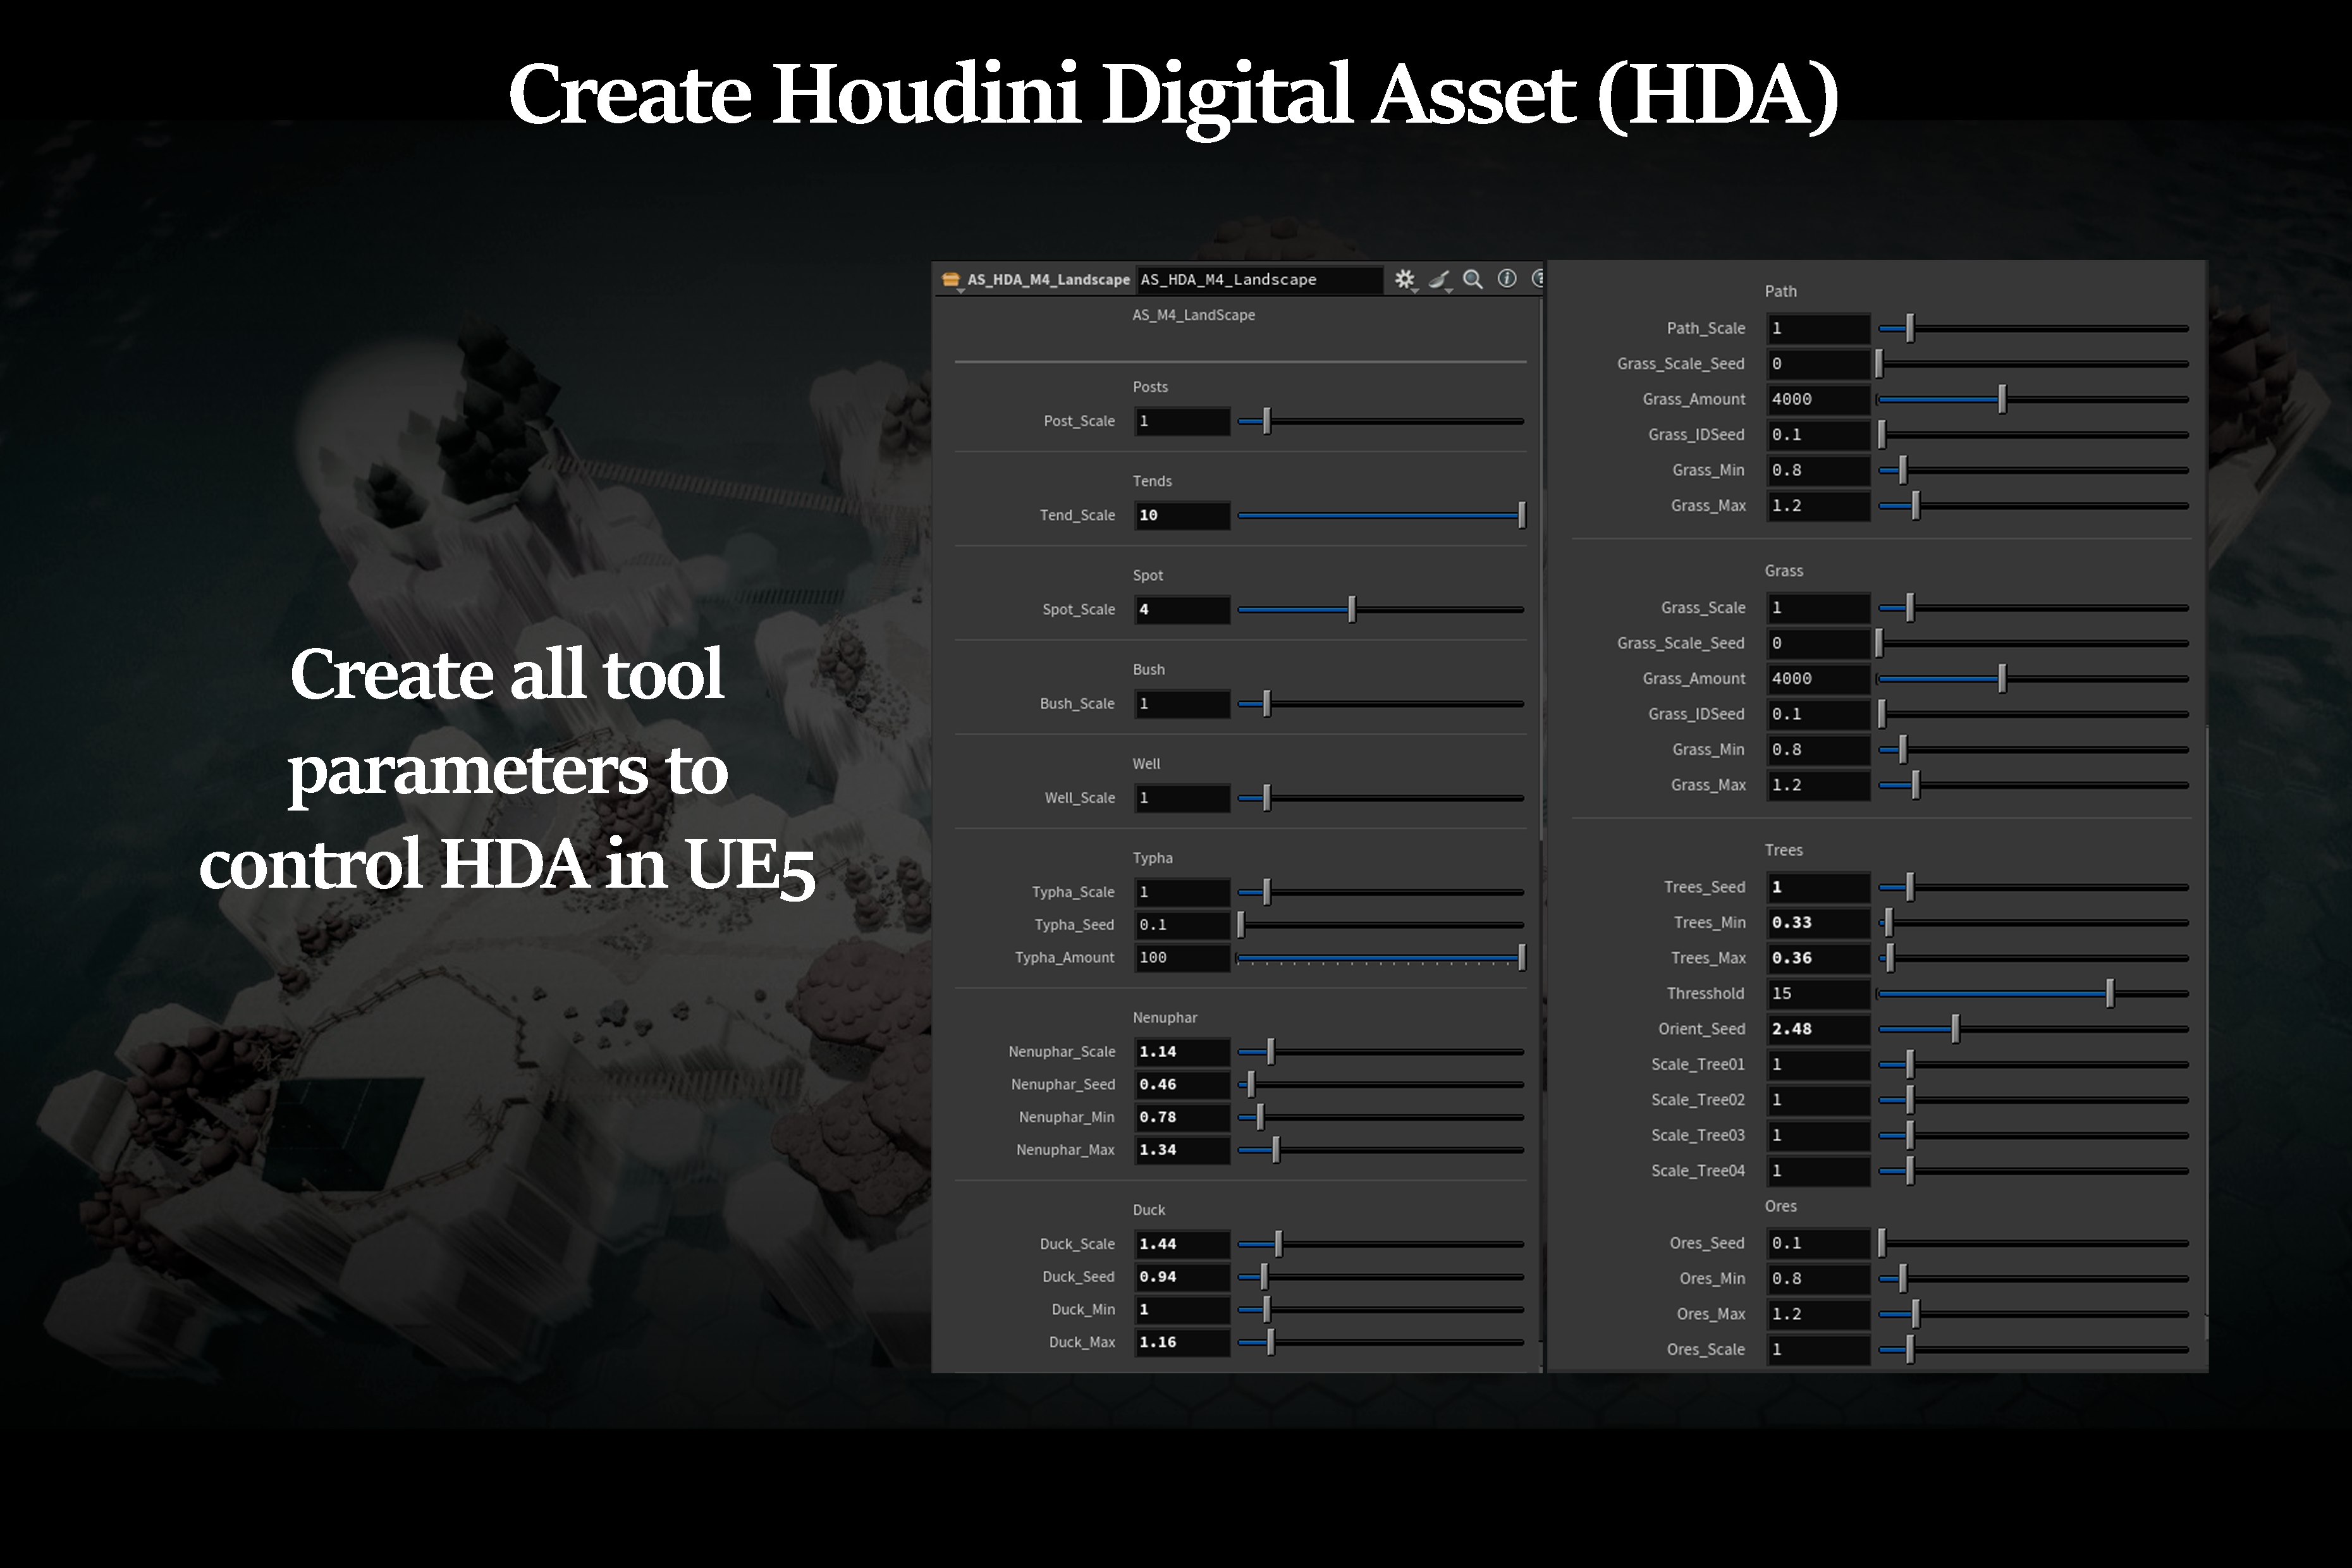 Create Houdini Digital Asset (HDA)
Create all tool
parameters to
control HDA in UE5
AS_HDA_M4_Landscape AS_HDA_M4_Landscape
AS_M4_LandScape
Posts
Post_Scale 1
Tends
Tend_Scale 10
Spot
Spot_Scale 4
Bush
Bush_Scale 1
Well
Well_Scale 1
Typha
Typha_Scale 1
Typha_Seed 0.1
Typha_Amount 100
Nenuphar
Nenuphar_Scale 1.14
Nenuphar_Seed 0.46
Nenuphar_Min 0.78
Nenuphar_Max 1.34
Duck
Duck_Scale 1.44
Duck_Seed 0.94
Duck_Min 1
Duck_Max 1.16
Path
Path_Scale 1
Grass_Scale_Seed 0
Grass_Amount 4000
Grass_IDSeed 0.1
Grass_Min 0.8
Grass_Max 1.2
Grass
Grass_Scale 1
Grass_Scale_Seed 0
Grass_Amount 4000
Grass_IDSeed 0.1
Grass_Min 0.8
Grass_Max 1.2
Trees
Trees_Seed 1
Trees_Min 0.33
Trees_Max 0.36
Thresshold 15
Orient_Seed 2.48
Scale_Tree01 1
Scale_Tree02 1
Scale_Tree03 1
Scale_Tree04 1
Ores
Ores_Seed 0.1
Ores_Min 0.8
Ores_Max 1.2
Ores_Scale 1